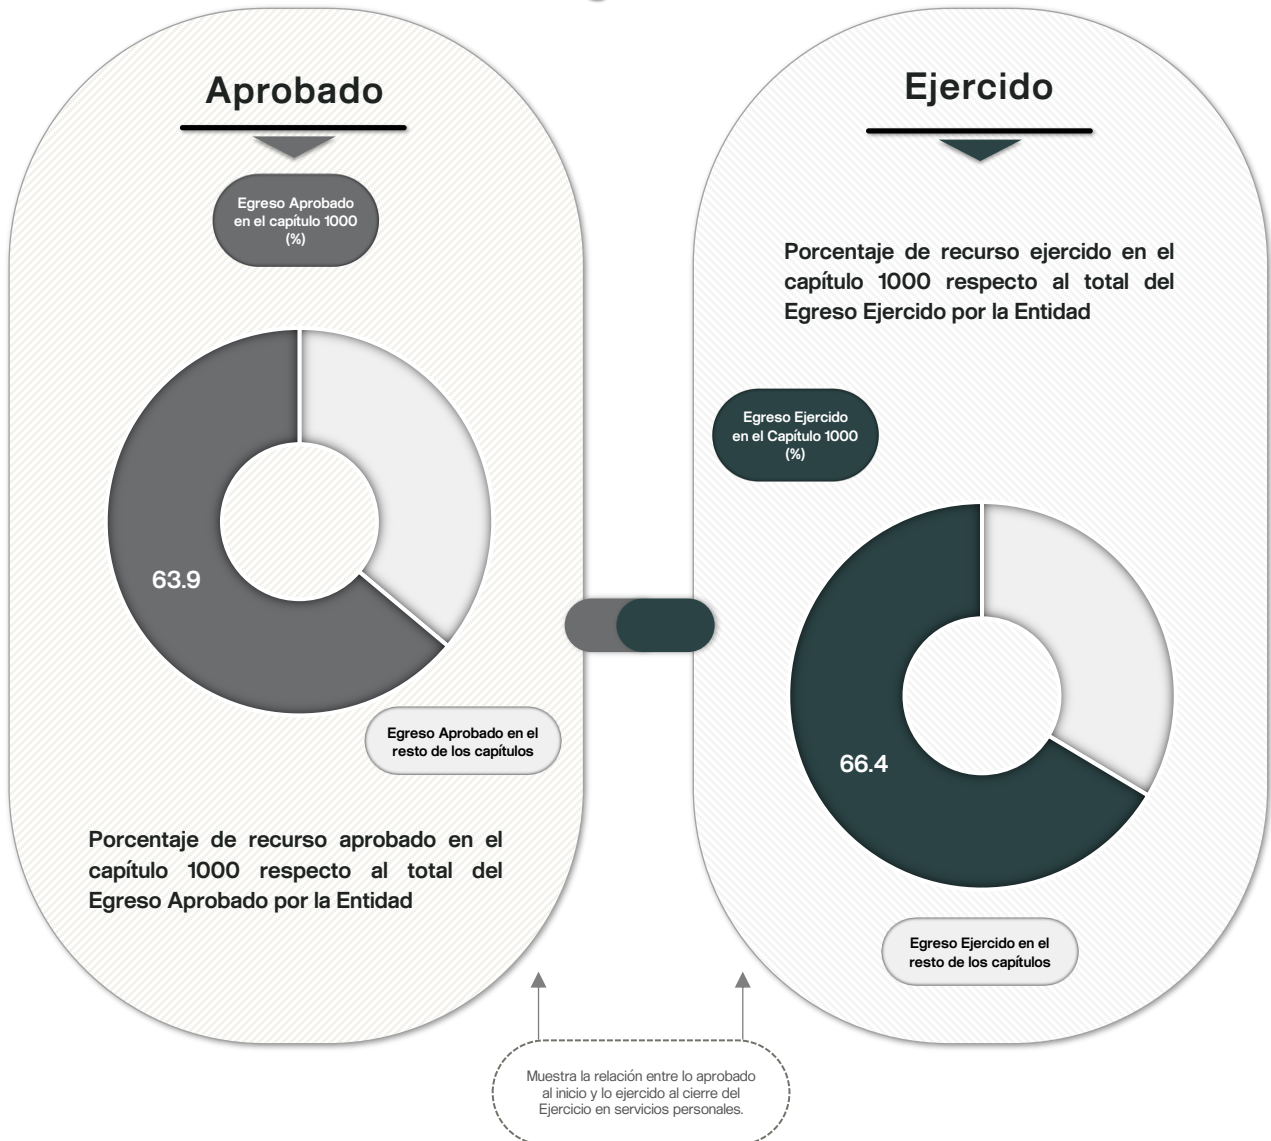 Aprobado
Egreso Aprobado
en el capítulo 1000
(%)
63.9
Egreso Aprobado en el
resto de los capítulos
Porcentaje de recurso aprobado en el
capítulo 1000 respecto al total del
Egreso Aprobado por la Entidad
Ejercido
Porcentaje de recurso ejercido en el
capítulo 1000 respecto al total del
Egreso Ejercido por la Entidad
Egreso Ejercido
en el Capítulo 1000
(%)
66.4
Egreso Ejercido en el
resto de los capítulos
Muestra la relación entre lo aprobado
al inicio y lo ejercido al cierre del
Ejercicio en servicios personales.